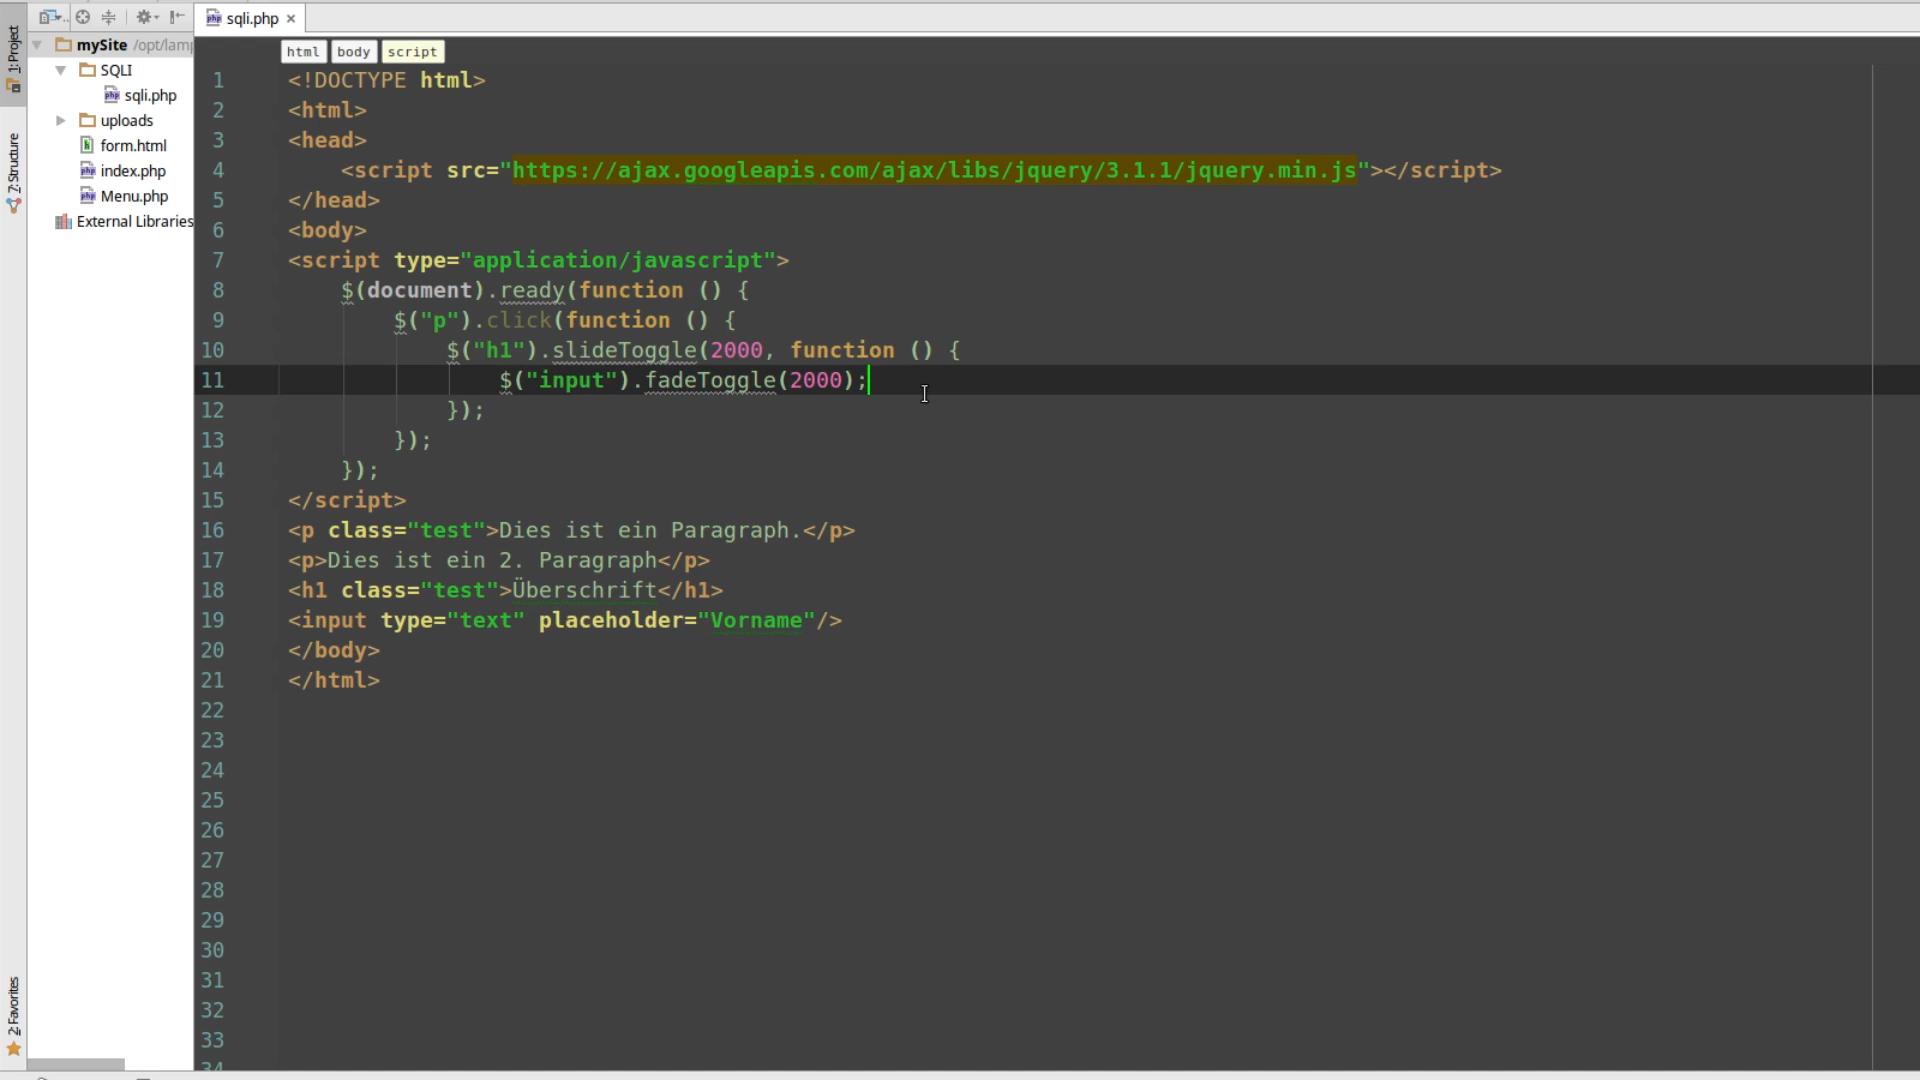 sqli.php
1: Project
mySite /opt/lamp
SQLI
sqli.php
uploads
form.html
index.php
Menu.php
External Libraries
7: Structure
2: Favorites
html body script
1 <!DOCTYPE html>
2 <html>
3 <head>
4 <script src="https://ajax.googleapis.com/ajax/libs/jquery/3.1.1/jquery.min.js"></script>
5 </head>
6 <body>
7 <script type="application/javascript">
8 $(document).ready(function () {
9 $("p").click(function () {
10 $("h1").slideToggle(2000, function () {
11 $("input").fadeToggle(2000);
12 });
13 });
14 });
15 </script>
16 <p class="test">Dies ist ein Paragraph.</p>
17 <p>Dies ist ein 2. Paragraph</p>
18 <h1 class="test">Überschrift</h1>
19 <input type="text" placeholder="Vorname"/>
20 </body>
21 </html>
22
23
24
25
26
27
28
29
30
31
32
33
34